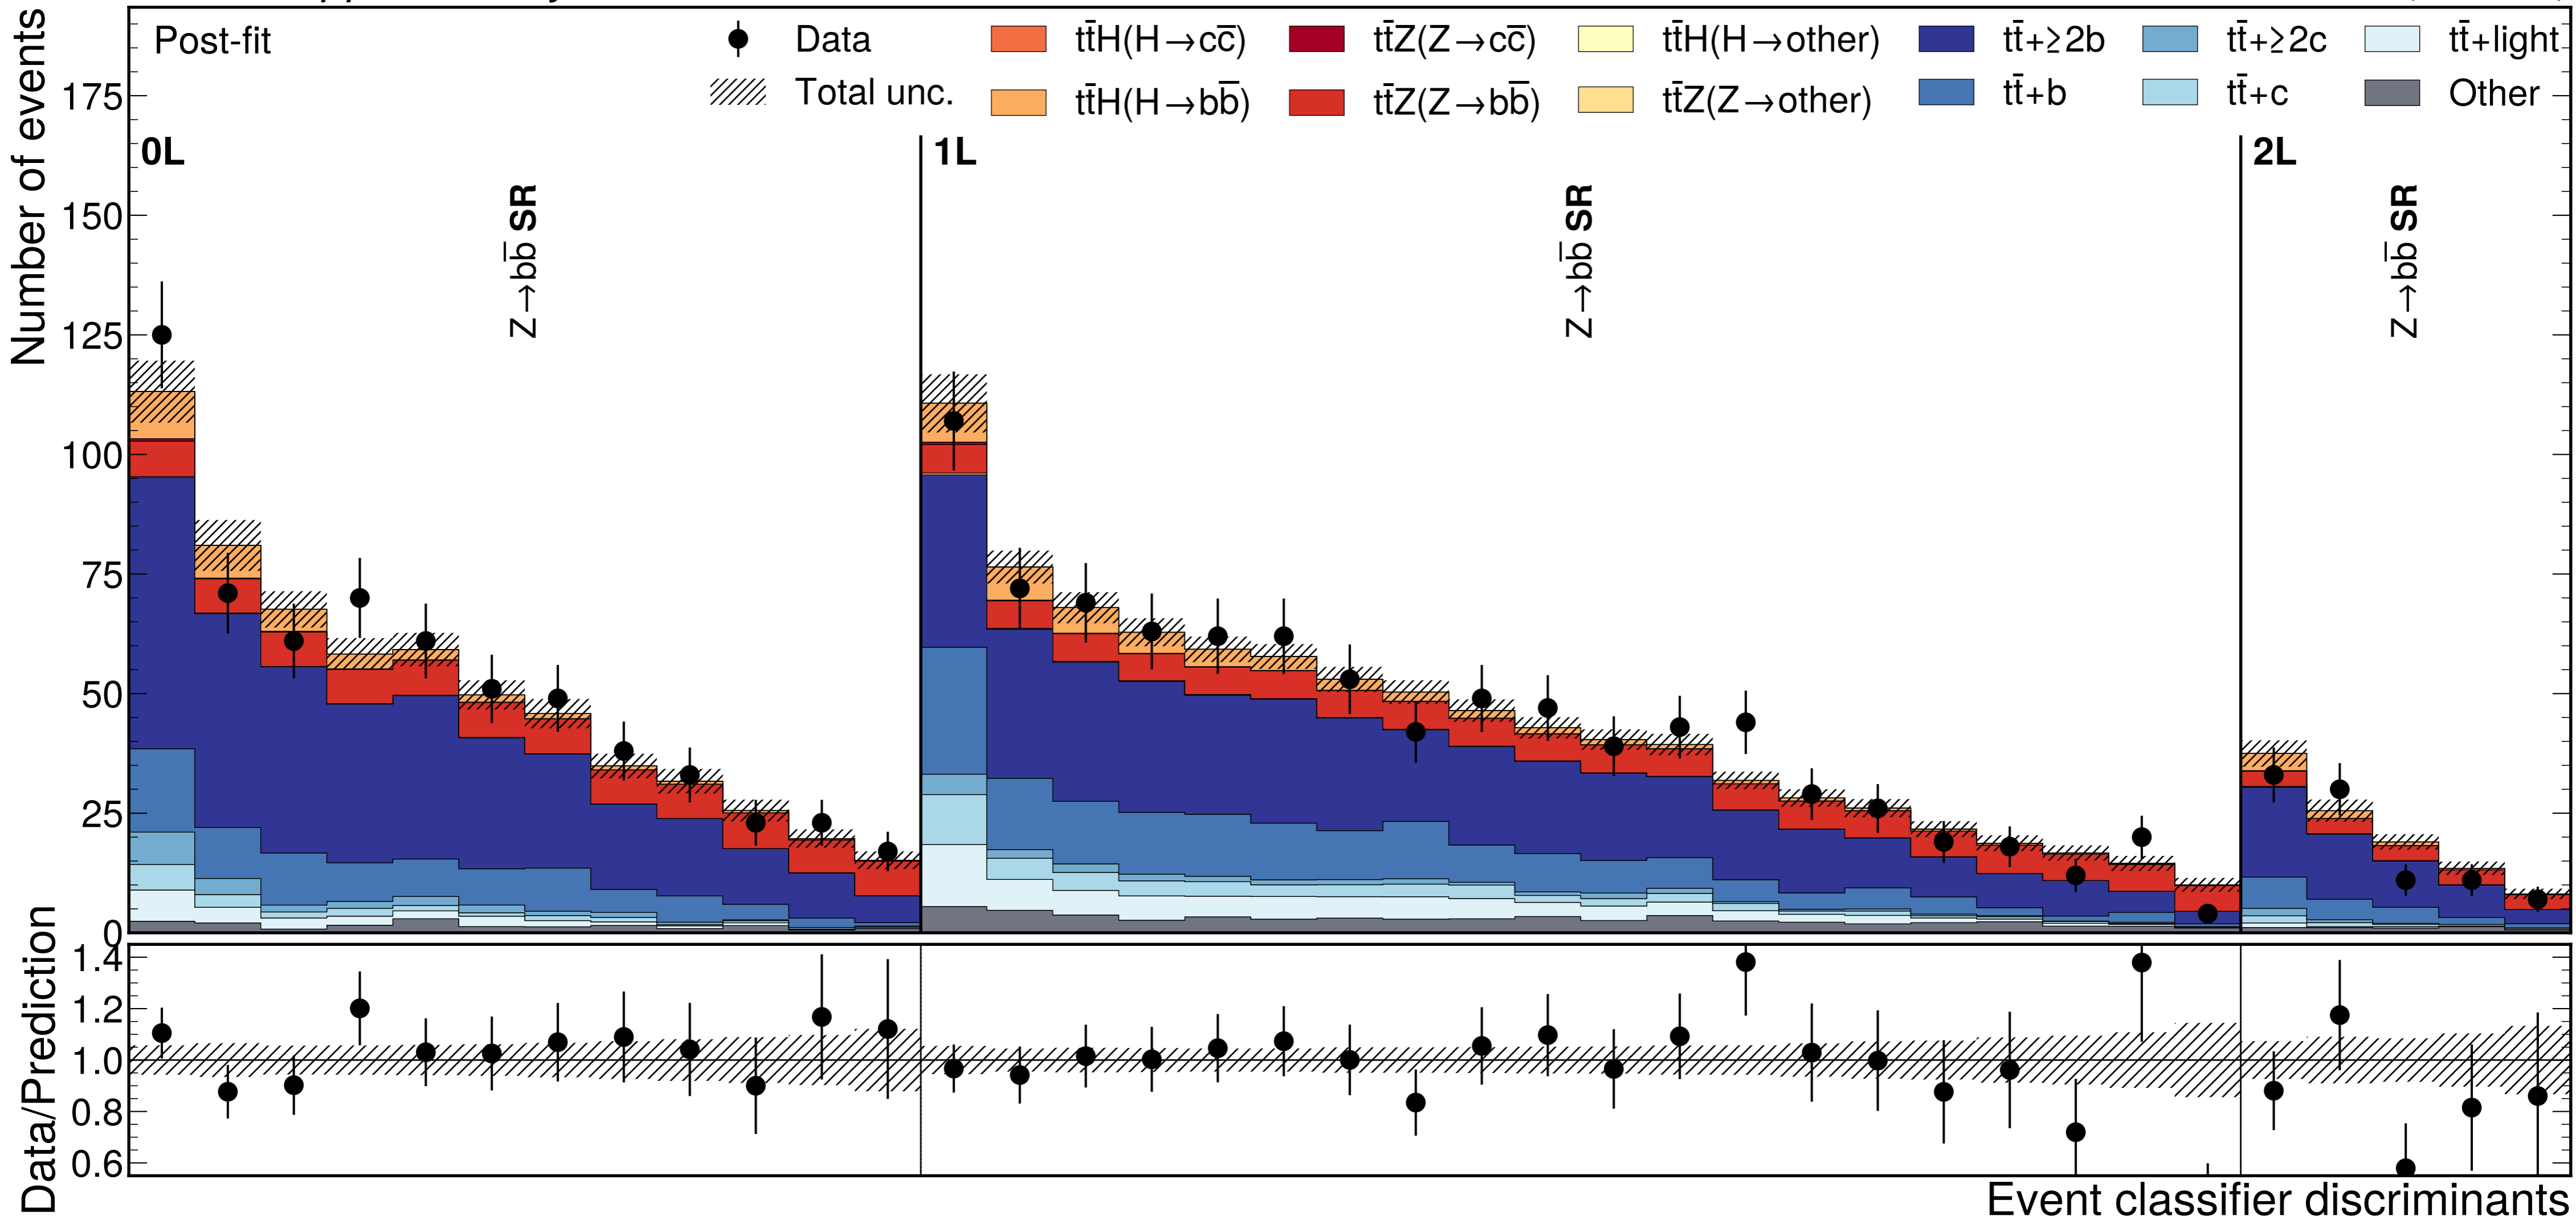 Number of events
175
150
125
100
75
50
25
0
Post-fit
Data
Total unc.
tt̄H(H→cc̄)
tt̄H(H→bb̄)
tt̄Z(Z→cc̄)
tt̄Z(Z→bb̄)
tt̄H(H→other)
tt̄Z(Z→other)
tt̄+≥2b
tt̄+b
tt̄+≥2c
tt̄+c
tt̄+light
Other
0L
1L
2L
Z→bb̄ SR
Z→bb̄ SR
Z→bb̄ SR
Data/Prediction
1.4
1.2
1.0
0.8
0.6
Event classifier discriminants